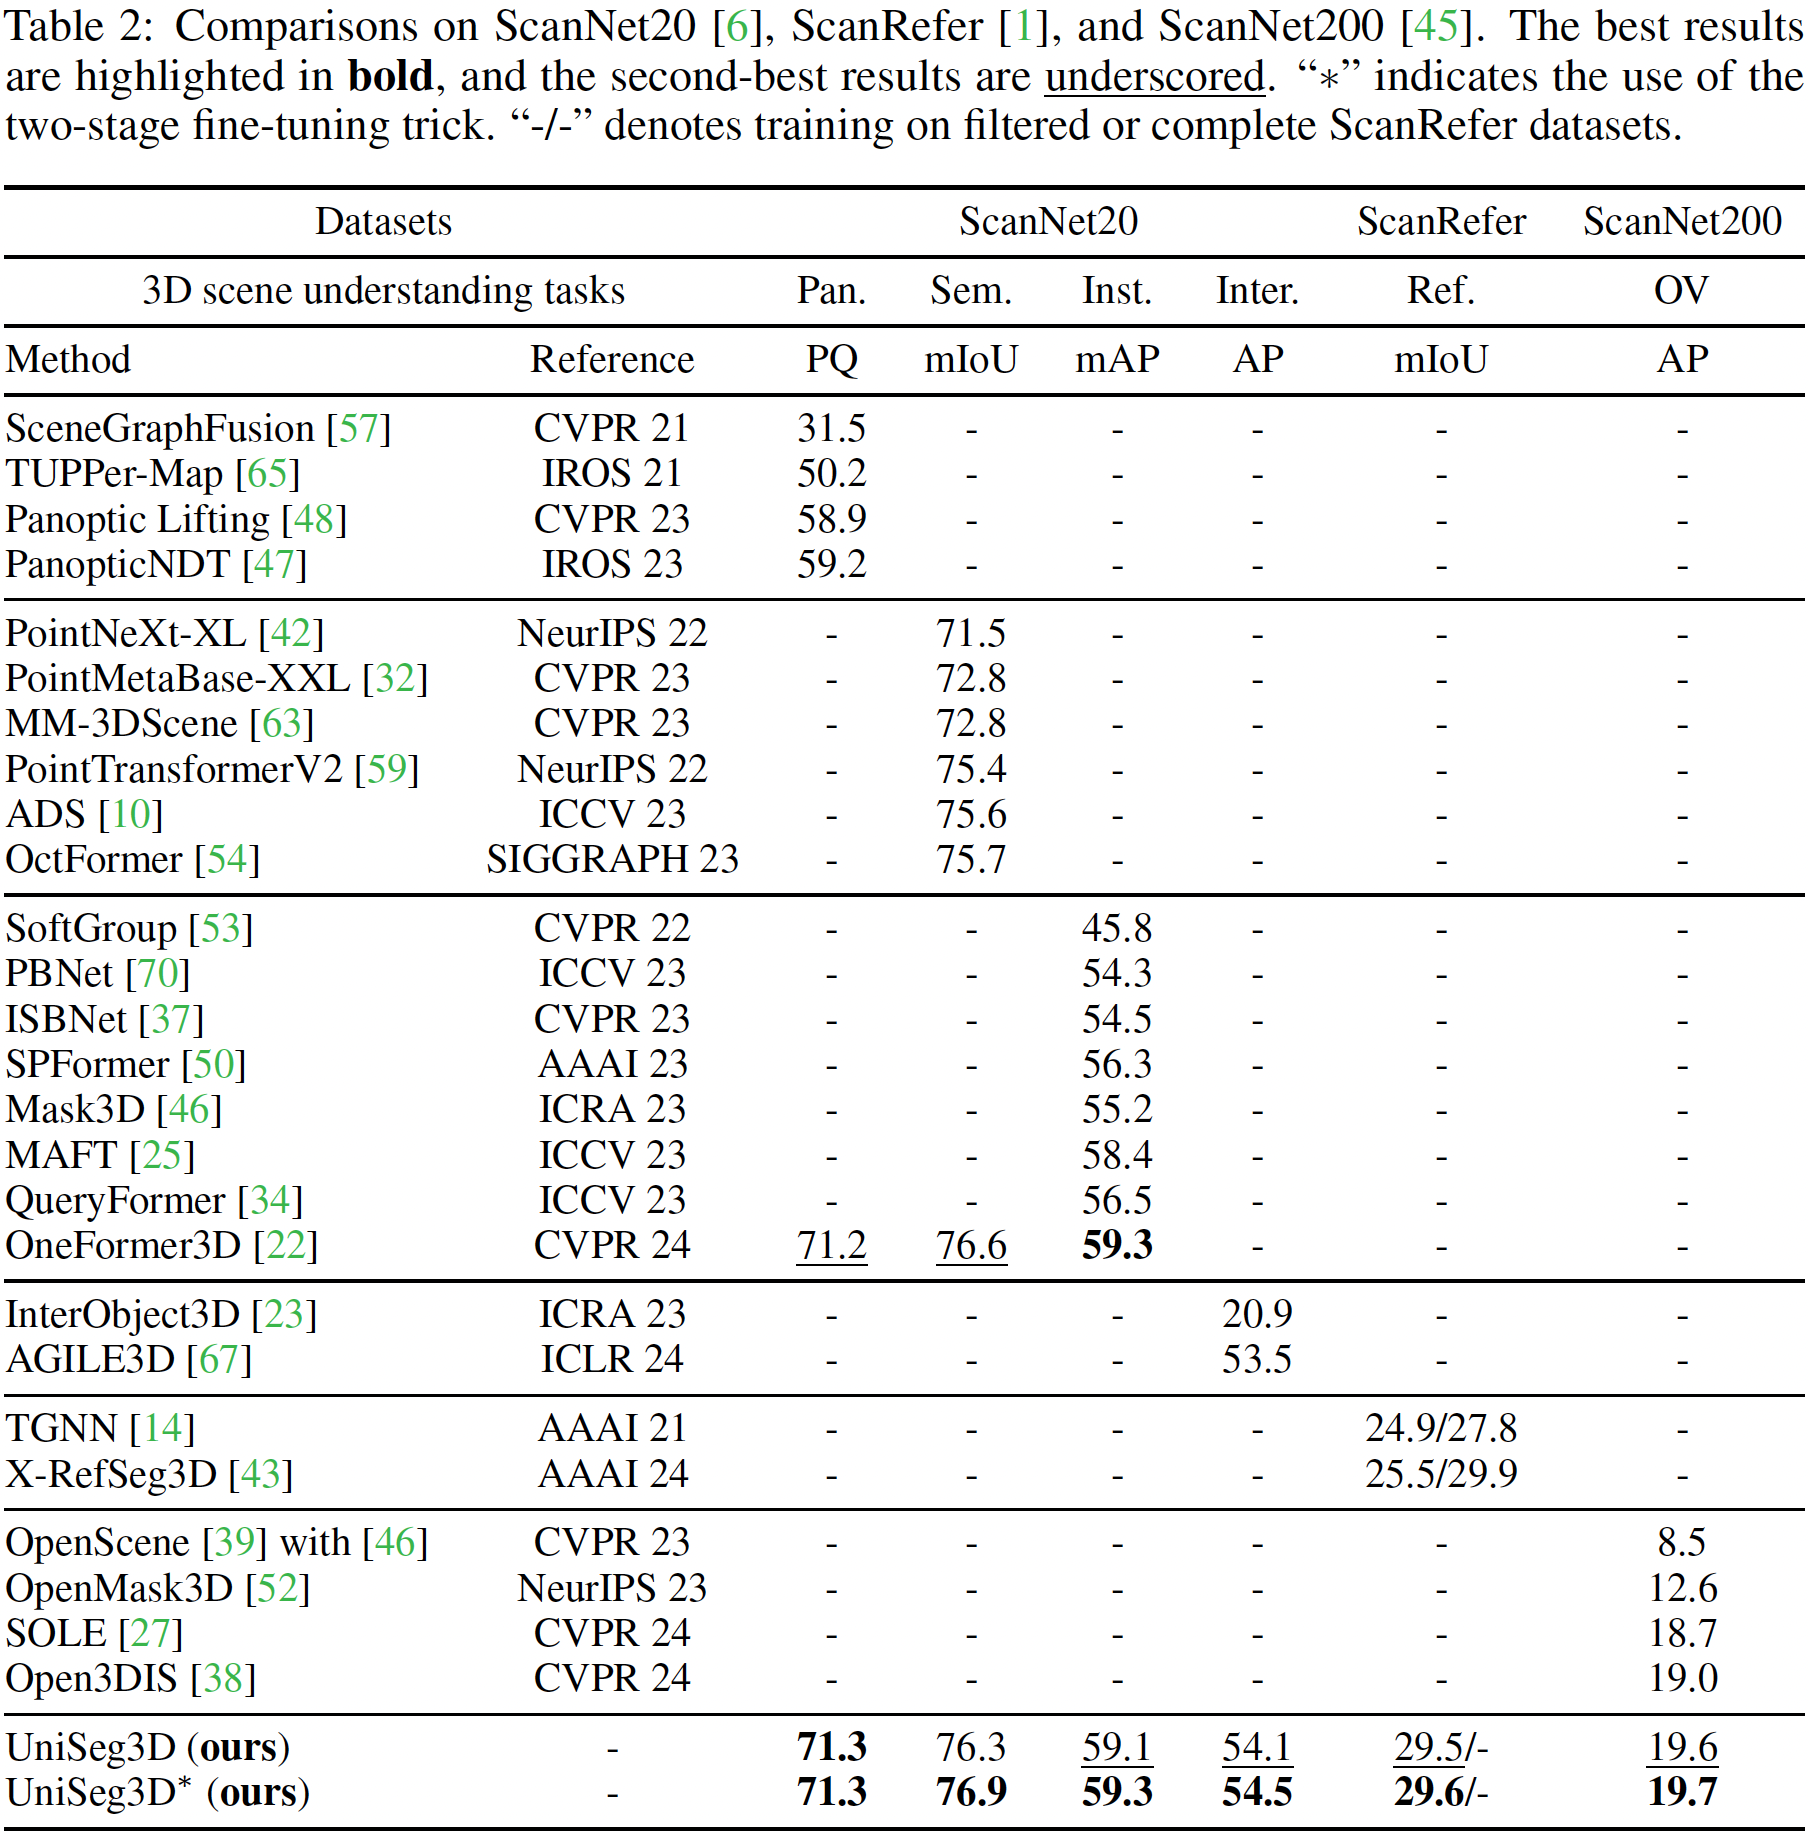 Table 2: Comparisons on ScanNet20 [6], ScanRefer [1], and ScanNet200 [45]. The best results
are highlighted in bold, and the second-best results are underscored. “∗” indicates the use of the
two-stage fine-tuning trick. “-/-” denotes training on filtered or complete ScanRefer datasets.
Datasets ScanNet20 ScanRefer ScanNet200
3D scene understanding tasks Pan. Sem. Inst. Inter. Ref. OV
Method Reference PQ mIoU mAP AP mIoU AP
SceneGraphFusion [57] CVPR 21 31.5 - - - - -
TUPPer-Map [65] IROS 21 50.2 - - - - -
Panoptic Lifting [48] CVPR 23 58.9 - - - - -
PanopticNDT [47] IROS 23 59.2 - - - - -
PointNeXt-XL [42] NeurIPS 22 - 71.5 - - - -
PointMetaBase-XXL [32] CVPR 23 - 72.8 - - - -
MM-3DScene [63] CVPR 23 - 72.8 - - - -
PointTransformerV2 [59] NeurIPS 22 - 75.4 - - - -
ADS [10] ICCV 23 - 75.6 - - - -
OctFormer [54] SIGGRAPH 23 - 75.7 - - - -
SoftGroup [53] CVPR 22 - - 45.8 - - -
PBNet [70] ICCV 23 - - 54.3 - - -
ISBNet [37] CVPR 23 - - 54.5 - - -
SPFormer [50] AAAI 23 - - 56.3 - - -
Mask3D [46] ICRA 23 - - 55.2 - - -
MAFT [25] ICCV 23 - - 58.4 - - -
QueryFormer [34] ICCV 23 - - 56.5 - - -
OneFormer3D [22] CVPR 24 71.2 76.6 59.3 - - -
InterObject3D [23] ICRA 23 - - - 20.9 - -
AGILE3D [67] ICLR 24 - - - 53.5 - -
TGNN [14] AAAI 21 - - - - 24.9/27.8 -
X-RefSeg3D [43] AAAI 24 - - - - 25.5/29.9 -
OpenScene [39] with [46] CVPR 23 - - - - - 8.5
OpenMask3D [52] NeurIPS 23 - - - - - 12.6
SOLE [27] CVPR 24 - - - - - 18.7
Open3DIS [38] CVPR 24 - - - - - 19.0
UniSeg3D (ours) - 71.3 76.3 59.1 54.1 29.5/- 19.6
UniSeg3D∗ (ours) - 71.3 76.9 59.3 54.5 29.6/- 19.7